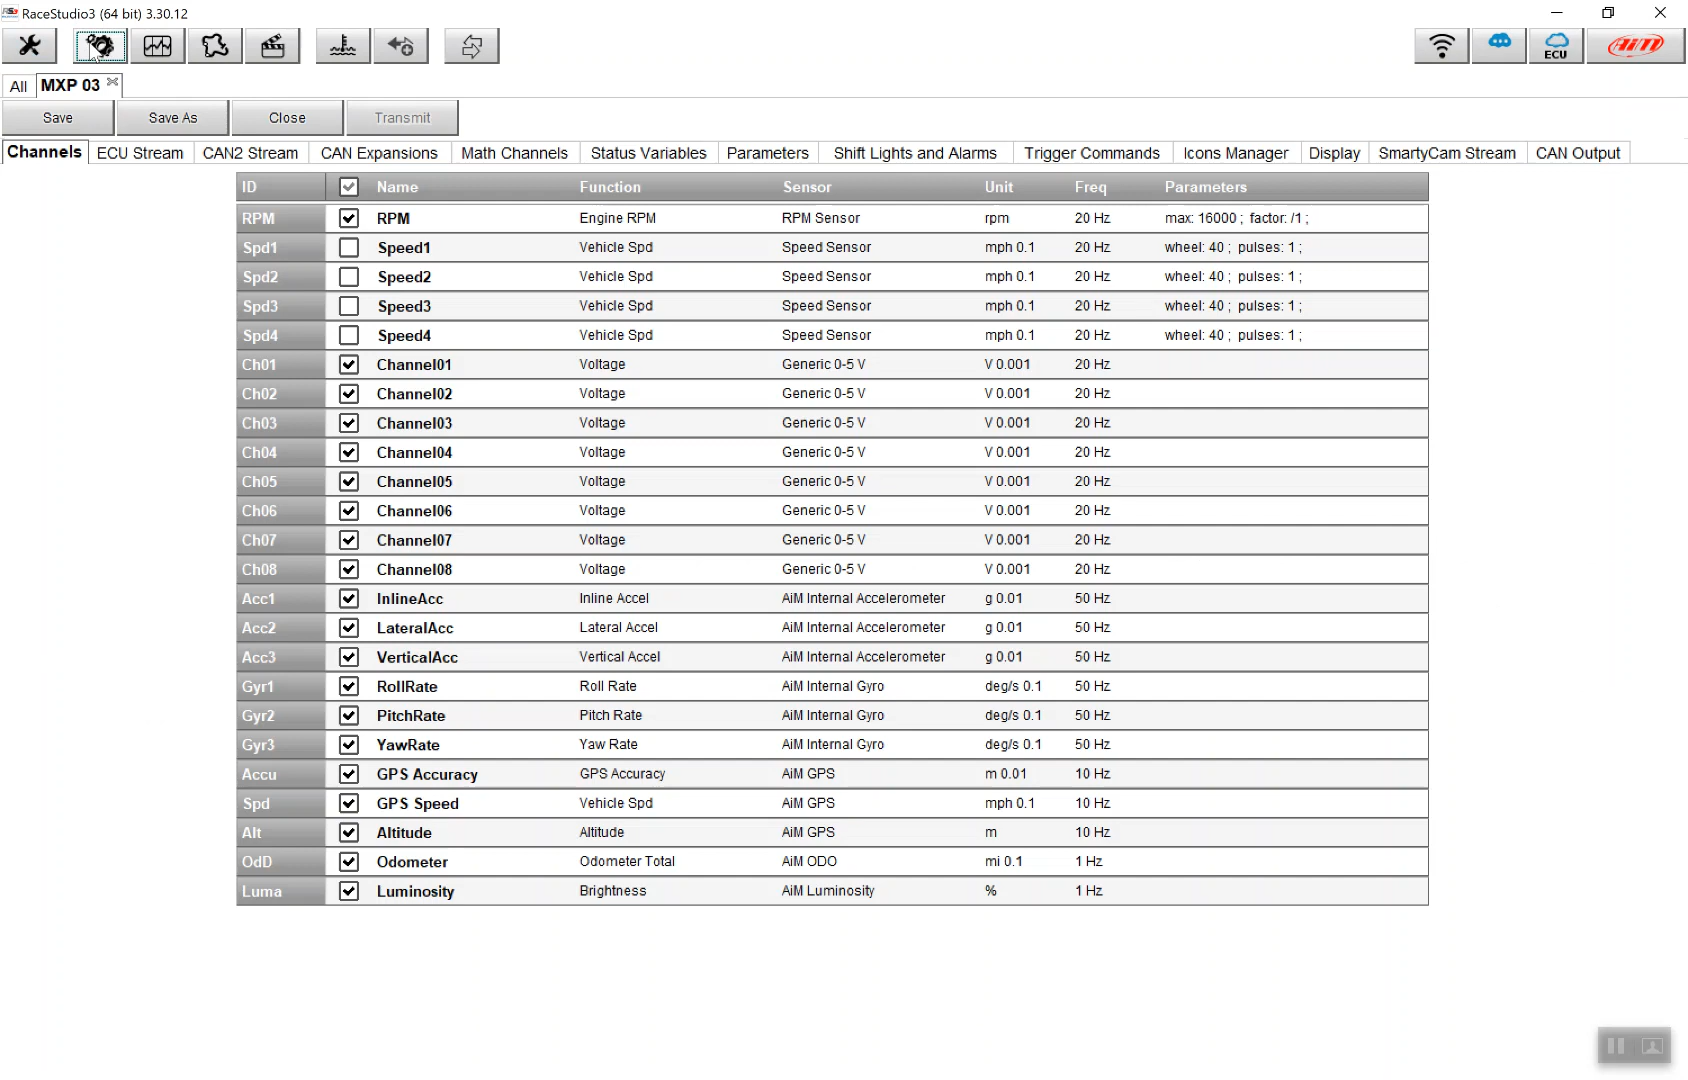 RaceStudio3 (64 bit) 3.30.12
ECU
AiM
All MXP 03
Save Save As Close Transmit
Channels ECU Stream CAN2 Stream CAN Expansions Math Channels Status Variables Parameters Shift Lights and Alarms Trigger Commands Icons Manager Display SmartyCam Stream CAN Output
ID Name Function Sensor Unit Freq Parameters
RPM RPM Engine RPM RPM Sensor rpm 20 Hz max: 16000 ; factor: /1 ;
Spd1 Speed1 Vehicle Spd Speed Sensor mph 0.1 20 Hz wheel: 40 ; pulses: 1 ;
Spd2 Speed2 Vehicle Spd Speed Sensor mph 0.1 20 Hz wheel: 40 ; pulses: 1 ;
Spd3 Speed3 Vehicle Spd Speed Sensor mph 0.1 20 Hz wheel: 40 ; pulses: 1 ;
Spd4 Speed4 Vehicle Spd Speed Sensor mph 0.1 20 Hz wheel: 40 ; pulses: 1 ;
Ch01 Channel01 Voltage Generic 0-5 V V 0.001 20 Hz
Ch02 Channel02 Voltage Generic 0-5 V V 0.001 20 Hz
Ch03 Channel03 Voltage Generic 0-5 V V 0.001 20 Hz
Ch04 Channel04 Voltage Generic 0-5 V V 0.001 20 Hz
Ch05 Channel05 Voltage Generic 0-5 V V 0.001 20 Hz
Ch06 Channel06 Voltage Generic 0-5 V V 0.001 20 Hz
Ch07 Channel07 Voltage Generic 0-5 V V 0.001 20 Hz
Ch08 Channel08 Voltage Generic 0-5 V V 0.001 20 Hz
Acc1 InlineAcc Inline Accel AiM Internal Accelerometer g 0.01 50 Hz
Acc2 LateralAcc Lateral Accel AiM Internal Accelerometer g 0.01 50 Hz
Acc3 VerticalAcc Vertical Accel AiM Internal Accelerometer g 0.01 50 Hz
Gyr1 RollRate Roll Rate AiM Internal Gyro deg/s 0.1 50 Hz
Gyr2 PitchRate Pitch Rate AiM Internal Gyro deg/s 0.1 50 Hz
Gyr3 YawRate Yaw Rate AiM Internal Gyro deg/s 0.1 50 Hz
Accu GPS Accuracy GPS Accuracy AiM GPS m 0.01 10 Hz
Spd GPS Speed Vehicle Spd AiM GPS mph 0.1 10 Hz
Alt Altitude Altitude AiM GPS m 10 Hz
OdD Odometer Odometer Total AiM ODO mi 0.1 1 Hz
Luma Luminosity Brightness AiM Luminosity % 1 Hz